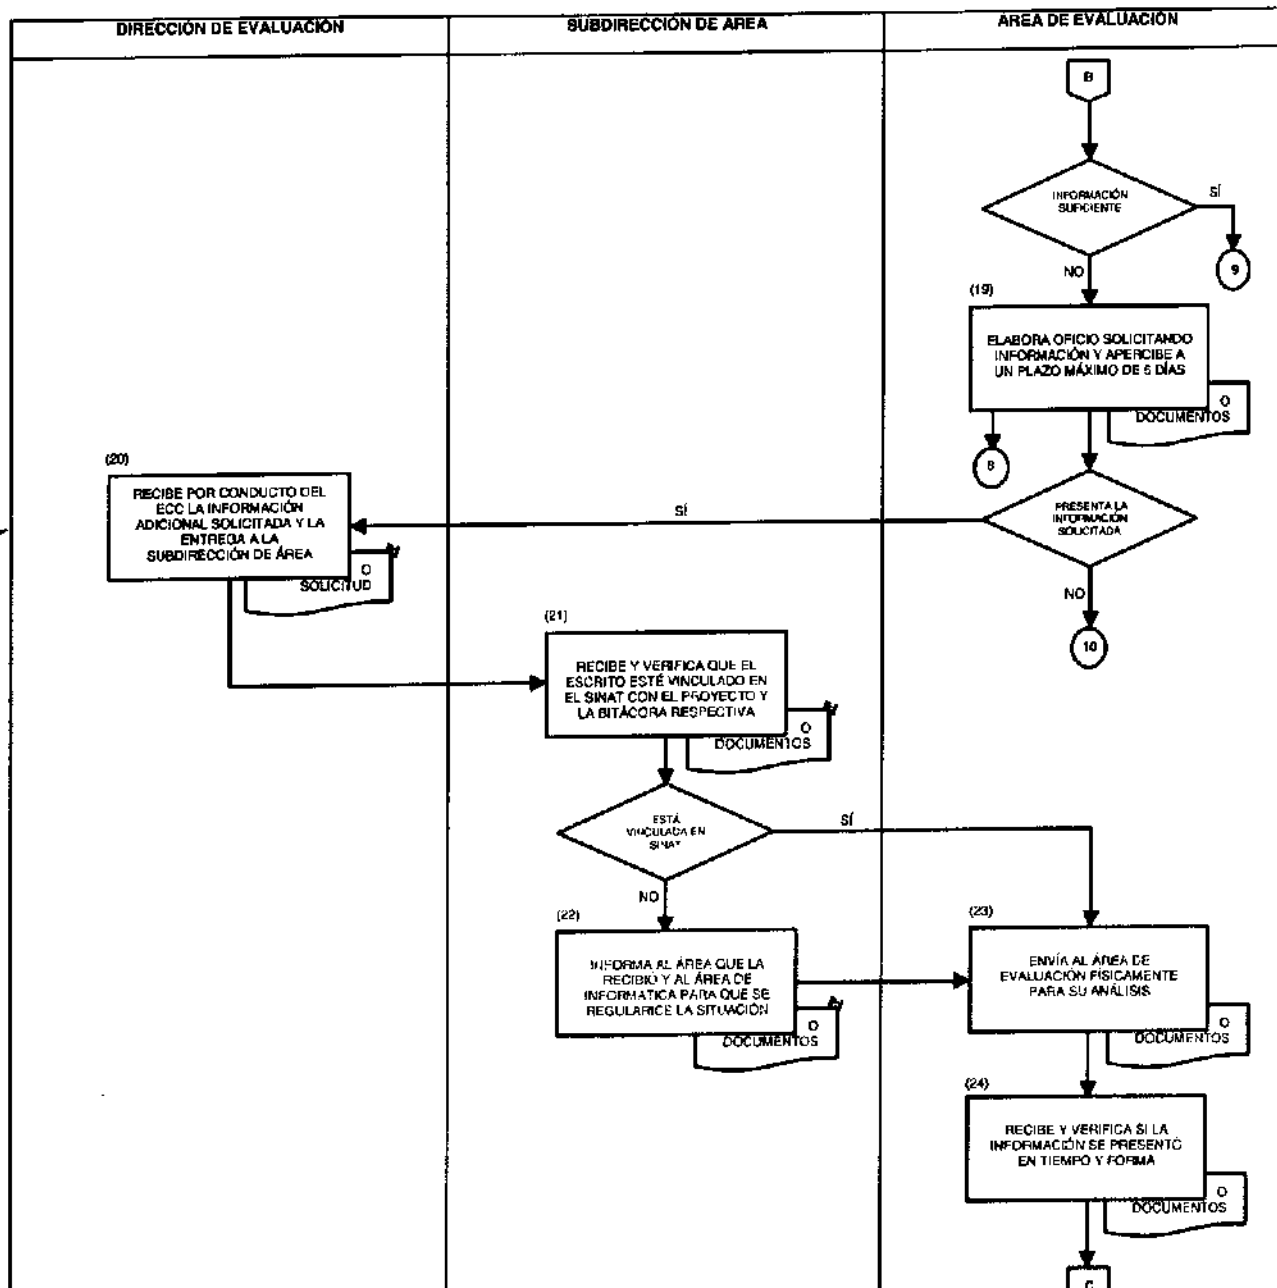 DIRECCIÓN DE EVALUACIÓN
SUBDIRECCIÓN DE ÁREA
ÁREA DE EVALUACIÓN
B
INFORMACIÓN
SUFICIENTE
SÍ
9
NO
(19)
ELABORA OFICIO SOLICITANDO
INFORMACIÓN Y APERCIBE A
UN PLAZO MÁXIMO DE 5 DÍAS
O
DOCUMENTOS
8
PRESENTA LA
INFORMACIÓN
SOLICITADA
SÍ
NO
10
(20)
RECIBE POR CONDUCTO DEL
ECC LA INFORMACIÓN
ADICIONAL SOLICITADA Y LA
ENTREGA A LA
SUBDIRECCIÓN DE ÁREA
O
SOLICITUD
(21)
RECIBE Y VERIFICA QUE EL
ESCRITO ESTÉ VINCULADO EN
EL SINAT CON EL PROYECTO Y
LA BITÁCORA RESPECTIVA
O
DOCUMENTOS
ESTÁ
VINCULADA EN
SINAT
SÍ
NO
(22)
INFORMA AL ÁREA QUE LA
RECIBIÓ Y AL ÁREA DE
INFORMATICA PARA QUE SE
REGULARICE LA SITUACIÓN
O
DOCUMENTOS
(23)
ENVÍA AL ÁREA DE
EVALUACIÓN FÍSICAMENTE
PARA SU ANÁLISIS
O
DOCUMENTOS
(24)
RECIBE Y VERIFICA SI LA
INFORMACIÓN SE PRESENTÓ
EN TIEMPO Y FORMA
O
DOCUMENTOS
C